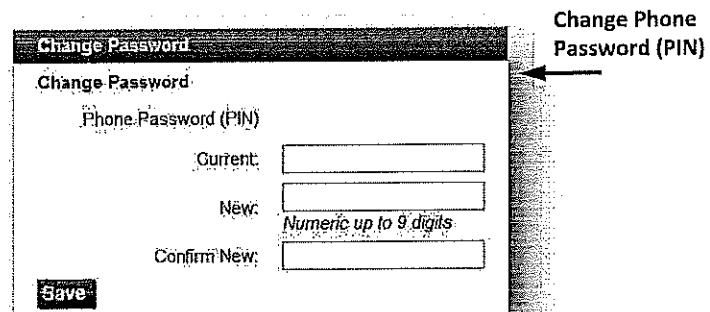 Change Phone
Password (PIN)
Change Password
Change Password
Phone Password (PIN)
Current:
New:
Numeric up to 9 digits
Confirm New:
Save